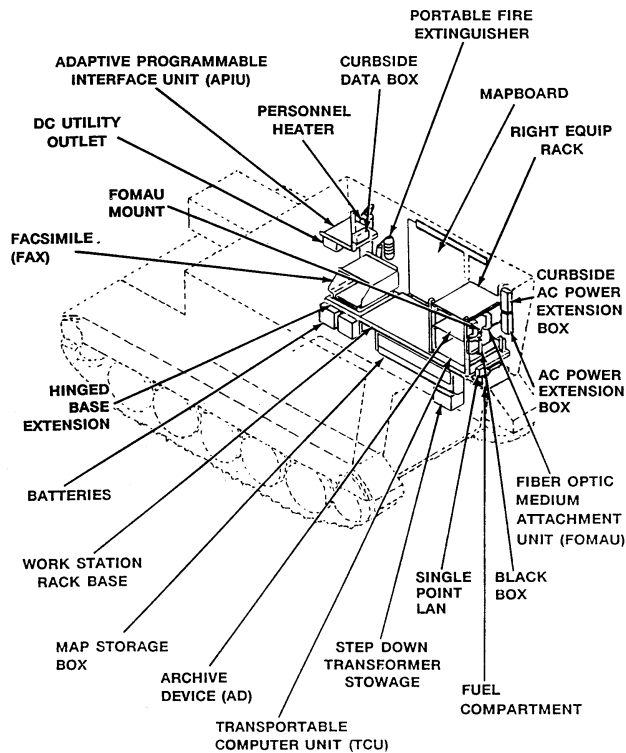 PORTABLE FIRE
EXTINGUISHER
ADAPTIVE PROGRAMMABLE
INTERFACE UNIT (APIU)
CURBSIDE
DATA BOX
MAPBOARD
PERSONNEL
HEATER
DC UTILITY
OUTLET
RIGHT EQUIP
RACK
FOMAU
MOUNT
FACSIMILE
(FAX)
CURBSIDE
AC POWER
EXTENSION
BOX
HINGED
BASE
EXTENSION
AC POWER
EXTENSION
BOX
BATTERIES
FIBER OPTIC
MEDIUM
ATTACHMENT
UNIT (FOMAU)
WORK STATION
RACK BASE
SINGLE
POINT
LAN
BLACK
BOX
MAP STORAGE
BOX
STEP DOWN
TRANSFORMER
STOWAGE
ARCHIVE
DEVICE (AD)
FUEL
COMPARTMENT
TRANSPORTABLE
COMPUTER UNIT (TCU)